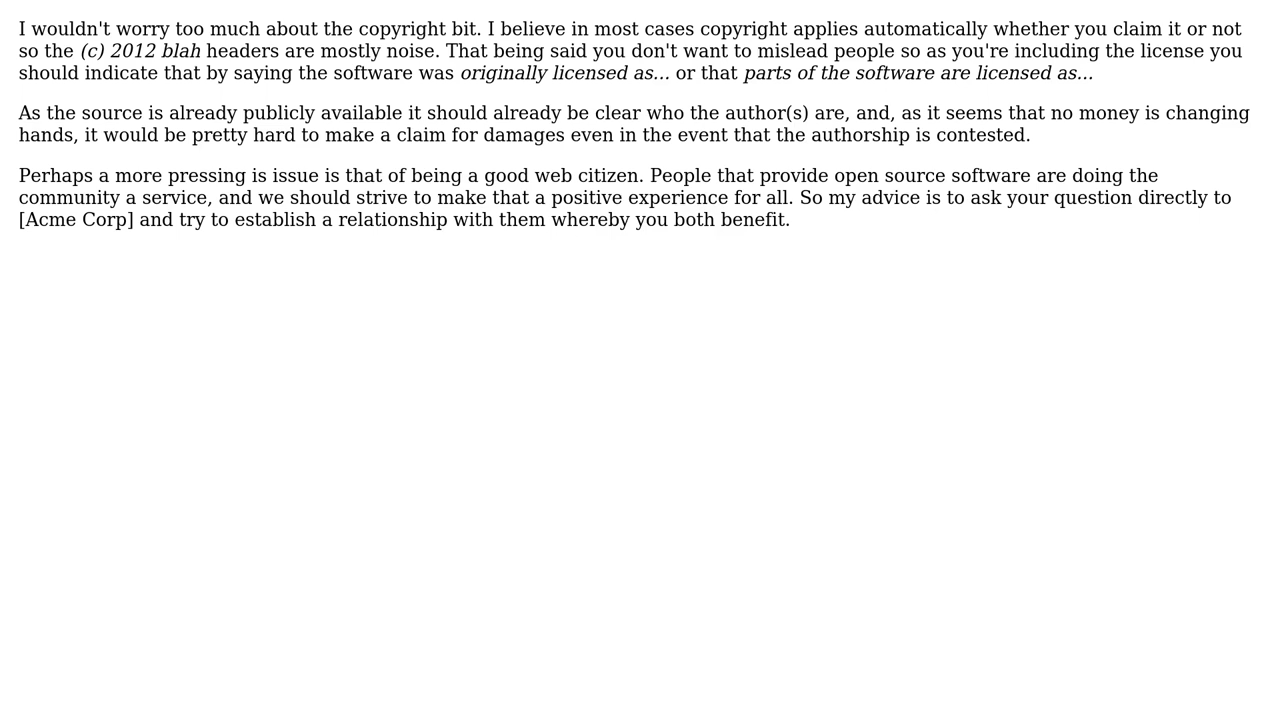 I wouldn't worry too much about the copyright bit. I believe in most cases copyright applies automatically whether you claim it or not
so the (c) 2012 blah headers are mostly noise. That being said you don't want to mislead people so as you're including the license you
should indicate that by saying the software was originally licensed as... or that parts of the software are licensed as...
As the source is already publicly available it should already be clear who the author(s) are, and, as it seems that no money is changing
hands, it would be pretty hard to make a claim for damages even in the event that the authorship is contested.
Perhaps a more pressing is issue is that of being a good web citizen. People that provide open source software are doing the
community a service, and we should strive to make that a positive experience for all. So my advice is to ask your question directly to
[Acme Corp] and try to establish a relationship with them whereby you both benefit.